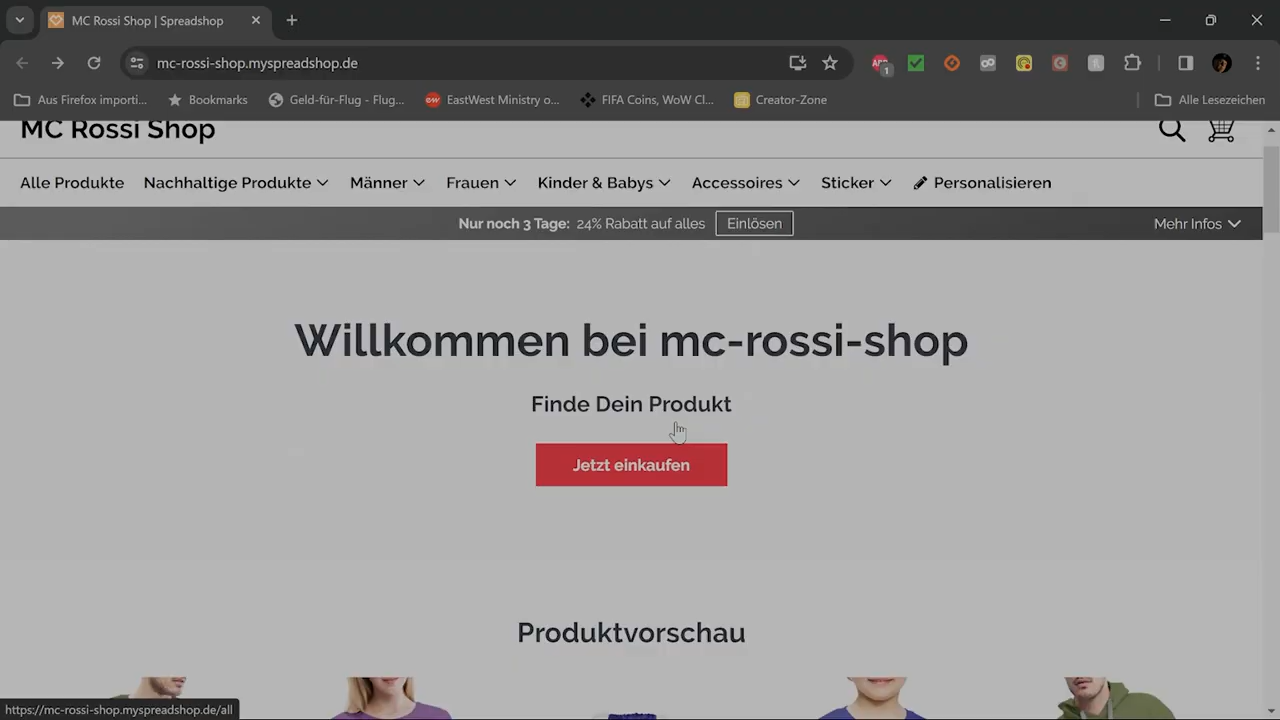 MC Rossi Shop | Spreadshop
mc-rossi-shop.myspreadshop.de
1
Aus Firefox importi...
Bookmarks
Geld-für-Flug - Flug...
EastWest Ministry o...
FIFA Coins, WoW Cl...
Creator-Zone
Alle Lesezeichen
MC Rossi Shop
Alle Produkte
Nachhaltige Produkte
Männer
Frauen
Kinder & Babys
Accessoires
Sticker
Personalisieren
Nur noch 3 Tage: 24% Rabatt auf alles
Einlösen
Mehr Infos
Willkommen bei mc-rossi-shop
Finde Dein Produkt
Jetzt einkaufen
Produktvorschau
https://mc-rossi-shop.myspreadshop.de/all